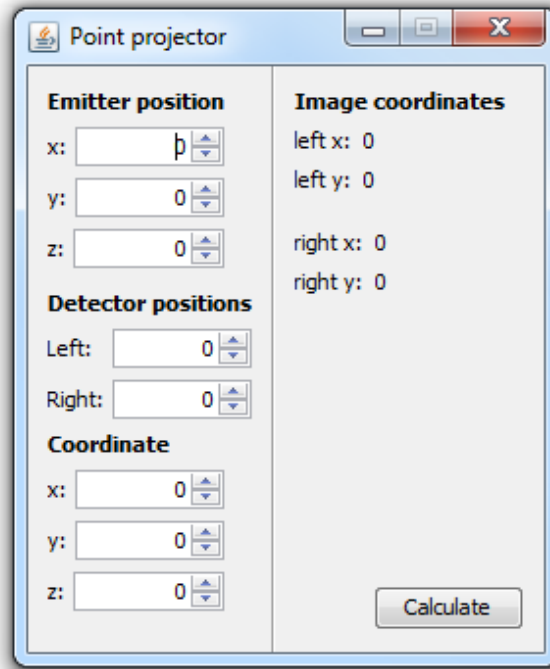 Point projector
Emitter position
x: 0
y: 0
z: 0
Detector positions
Left: 0
Right: 0
Coordinate
x: 0
y: 0
z: 0
Image coordinates
left x: 0
left y: 0
right x: 0
right y: 0
Calculate